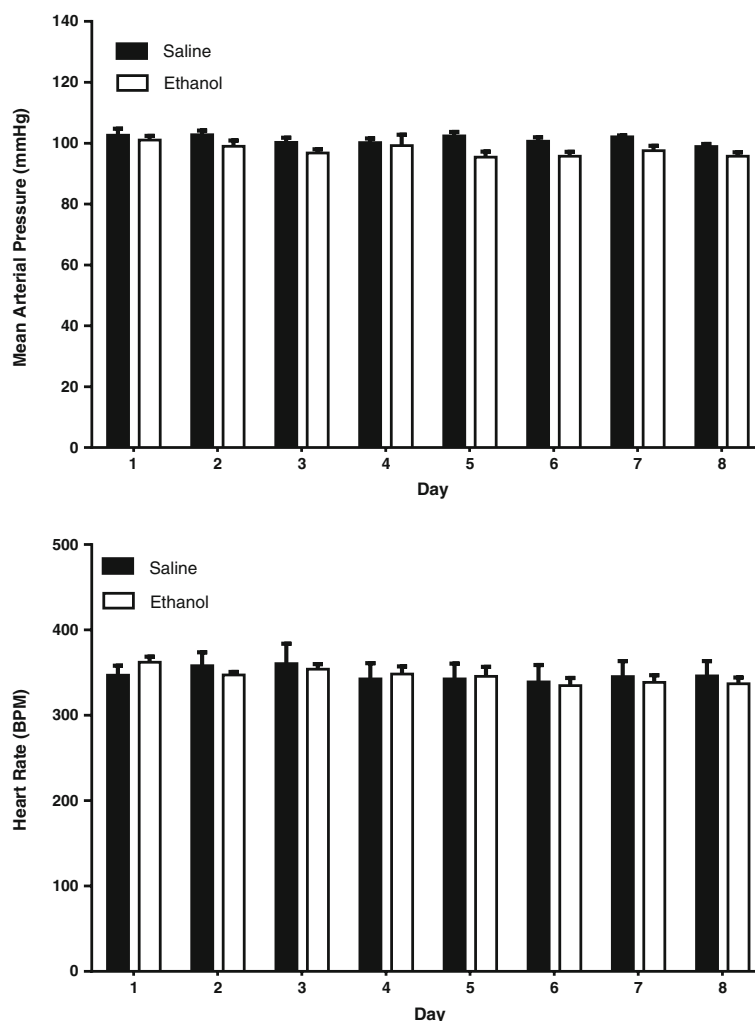 140
Saline
Ethanol
120
100
80
60
40
20
0
Mean Arterial Pressure (mmHg)
1 2 3 4 5 6 7 8
Day
500
Saline
Ethanol
400
300
200
100
0
Heart Rate (BPM)
1 2 3 4 5 6 7 8
Day